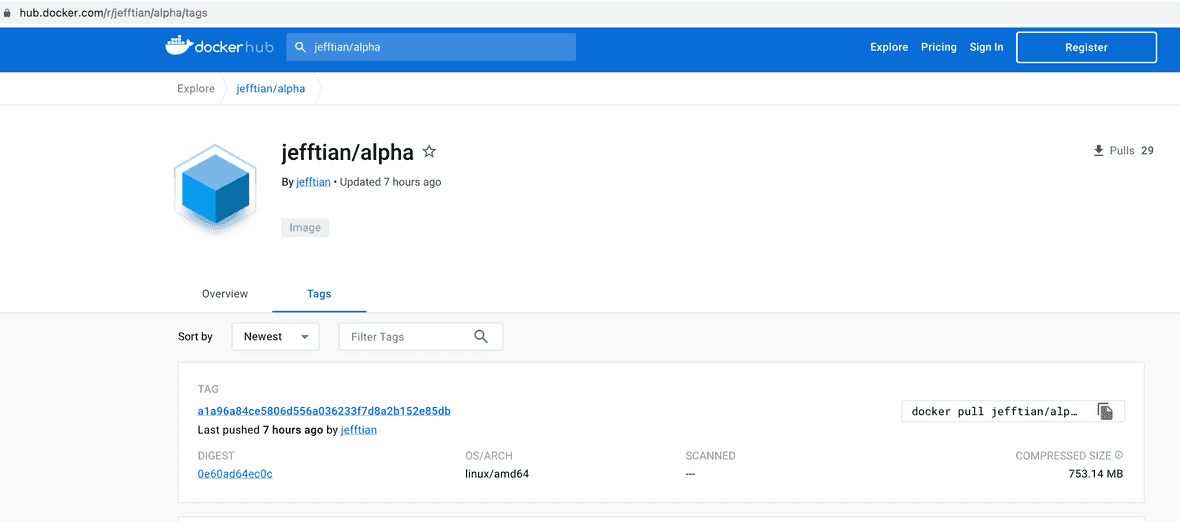 hub.docker.com/r/jefftian/alpha/tags
docker hub jefftian/alpha Explore Pricing Sign In Register
Explore jefftian/alpha
jefftian/alpha
Pulls 29
By jefftian • Updated 7 hours ago
Image
Overview Tags
Sort by Newest Filter Tags
TAG
a1a96a84ce5806d556a036233f7d8a2b152e85db
docker pull jefftian/alp…
Last pushed 7 hours ago by jefftian
DIGEST OS/ARCH SCANNED COMPRESSED SIZE
0e60ad64ec0c linux/amd64 --- 753.14 MB